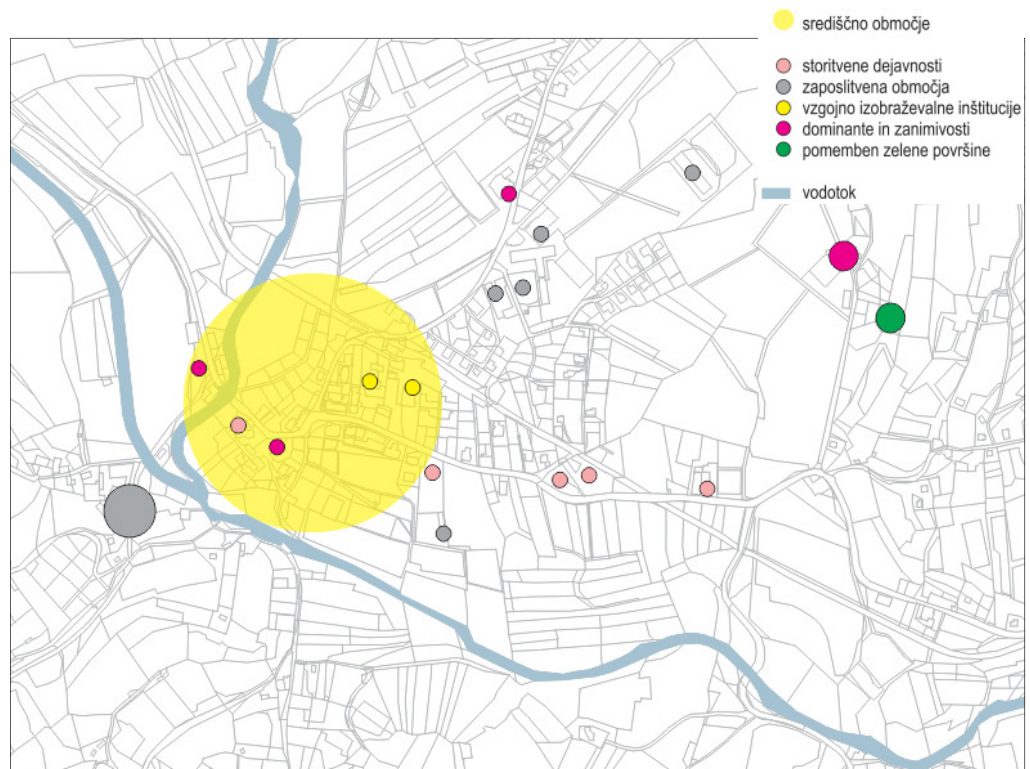 središčno območje
storitvene dejavnosti
zaposlitvena območja
vzgojno izobraževalne inštitucije
dominante in zanimivosti
pomemben zelene površine
vodotok